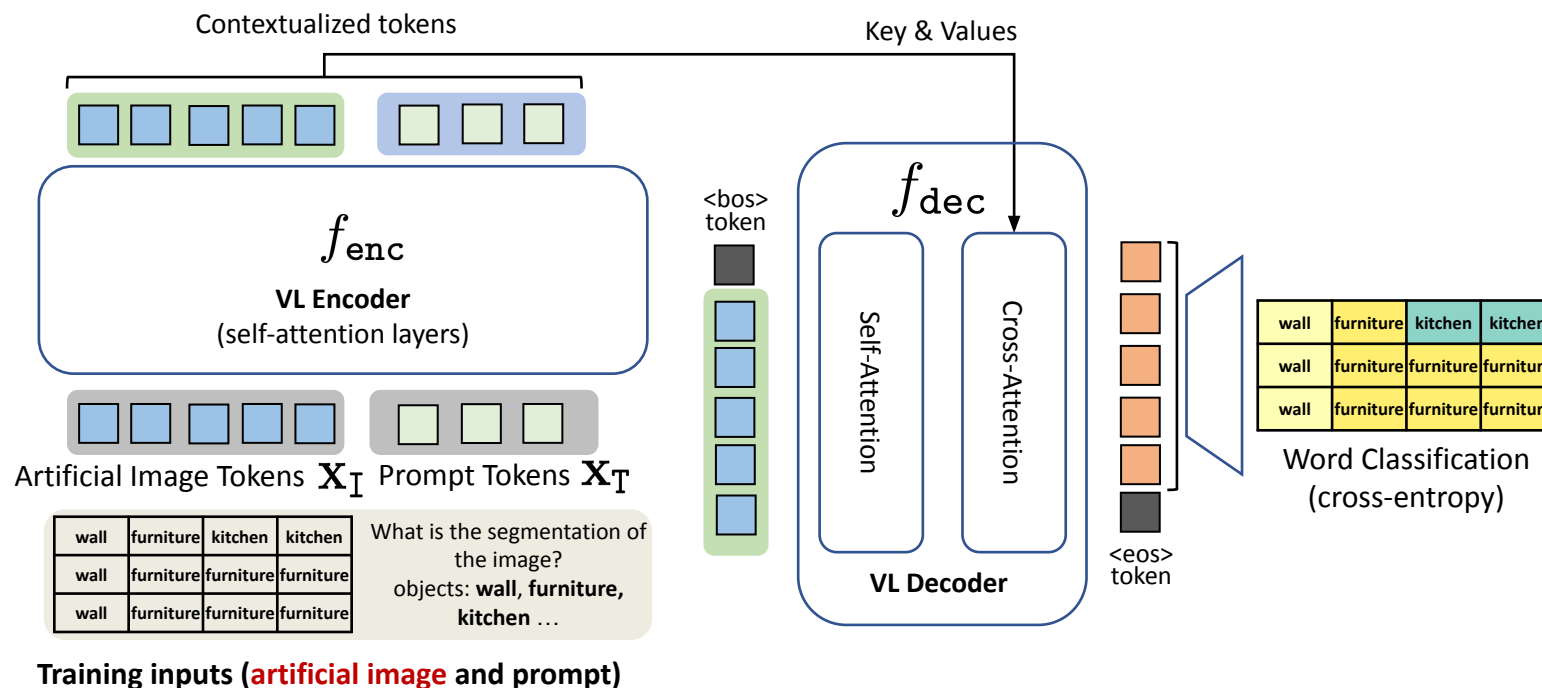 Contextualized tokens
Key & Values
f_enc
VL Encoder
(self-attention layers)
Artificial Image Tokens X_I
Prompt Tokens X_T
wall furniture kitchen kitchen
wall furniture furniture furniture
wall furniture furniture furniture
What is the segmentation of
the image?
objects: wall, furniture,
kitchen ...
Training inputs (artificial image and prompt)
<bos>
token
f_dec
Self-Attention
Cross-Attention
VL Decoder
<eos>
token
wall furniture kitchen kitchen
wall furniture furniture furnitur
wall furniture furniture furnitur
Word Classification
(cross-entropy)